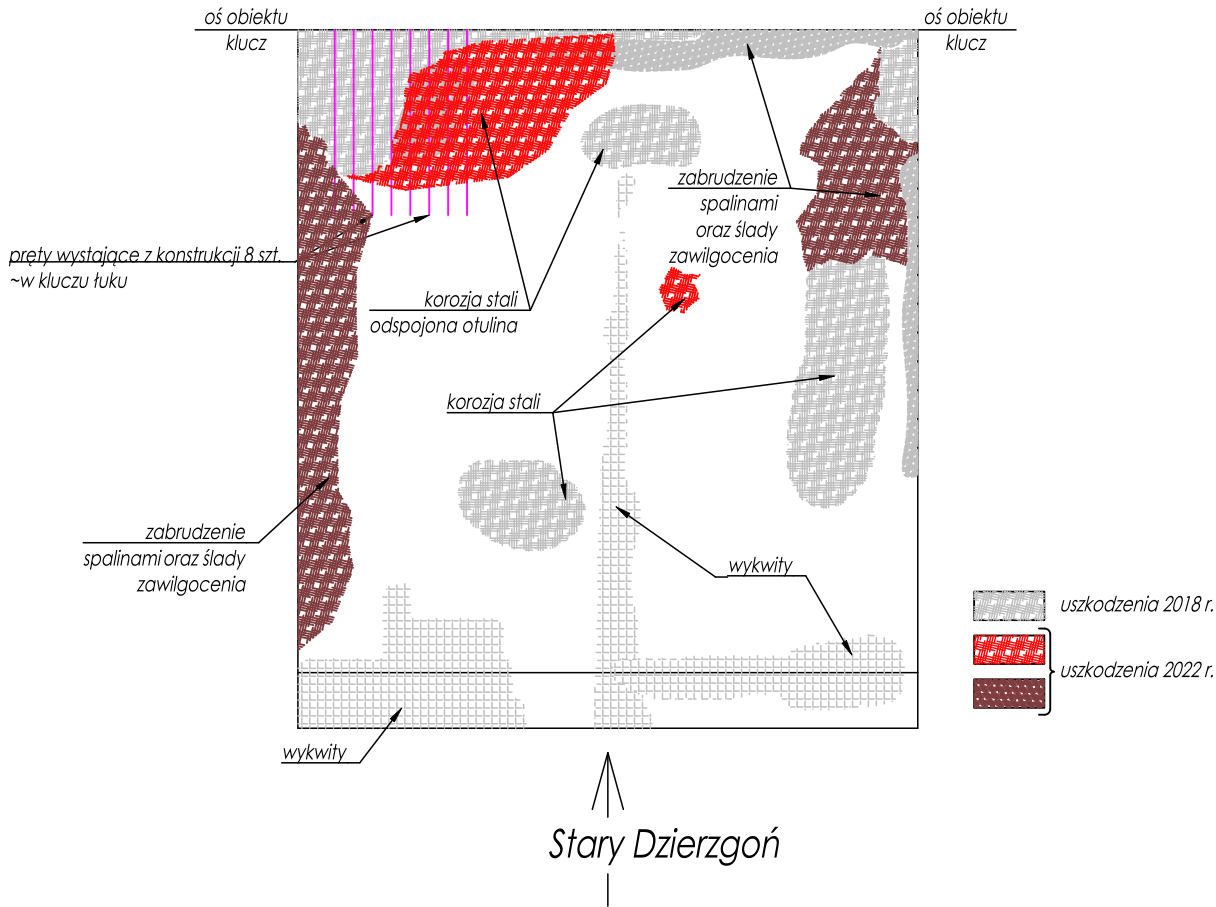 oś obiektu
klucz
oś obiektu
klucz
zabrudzenie
spalinami
oraz ślady
zawilgocenia
pręty wystające z konstrukcji 8 szt.
~w kluczu łuku
korozja stali
odspojona otulina
korozja stali
zabrudzenie
spalinami oraz ślady
zawilgocenia
wykwity
uszkodzenia 2018 r.
uszkodzenia 2022 r.
wykwity
Stary Dzierzgoń